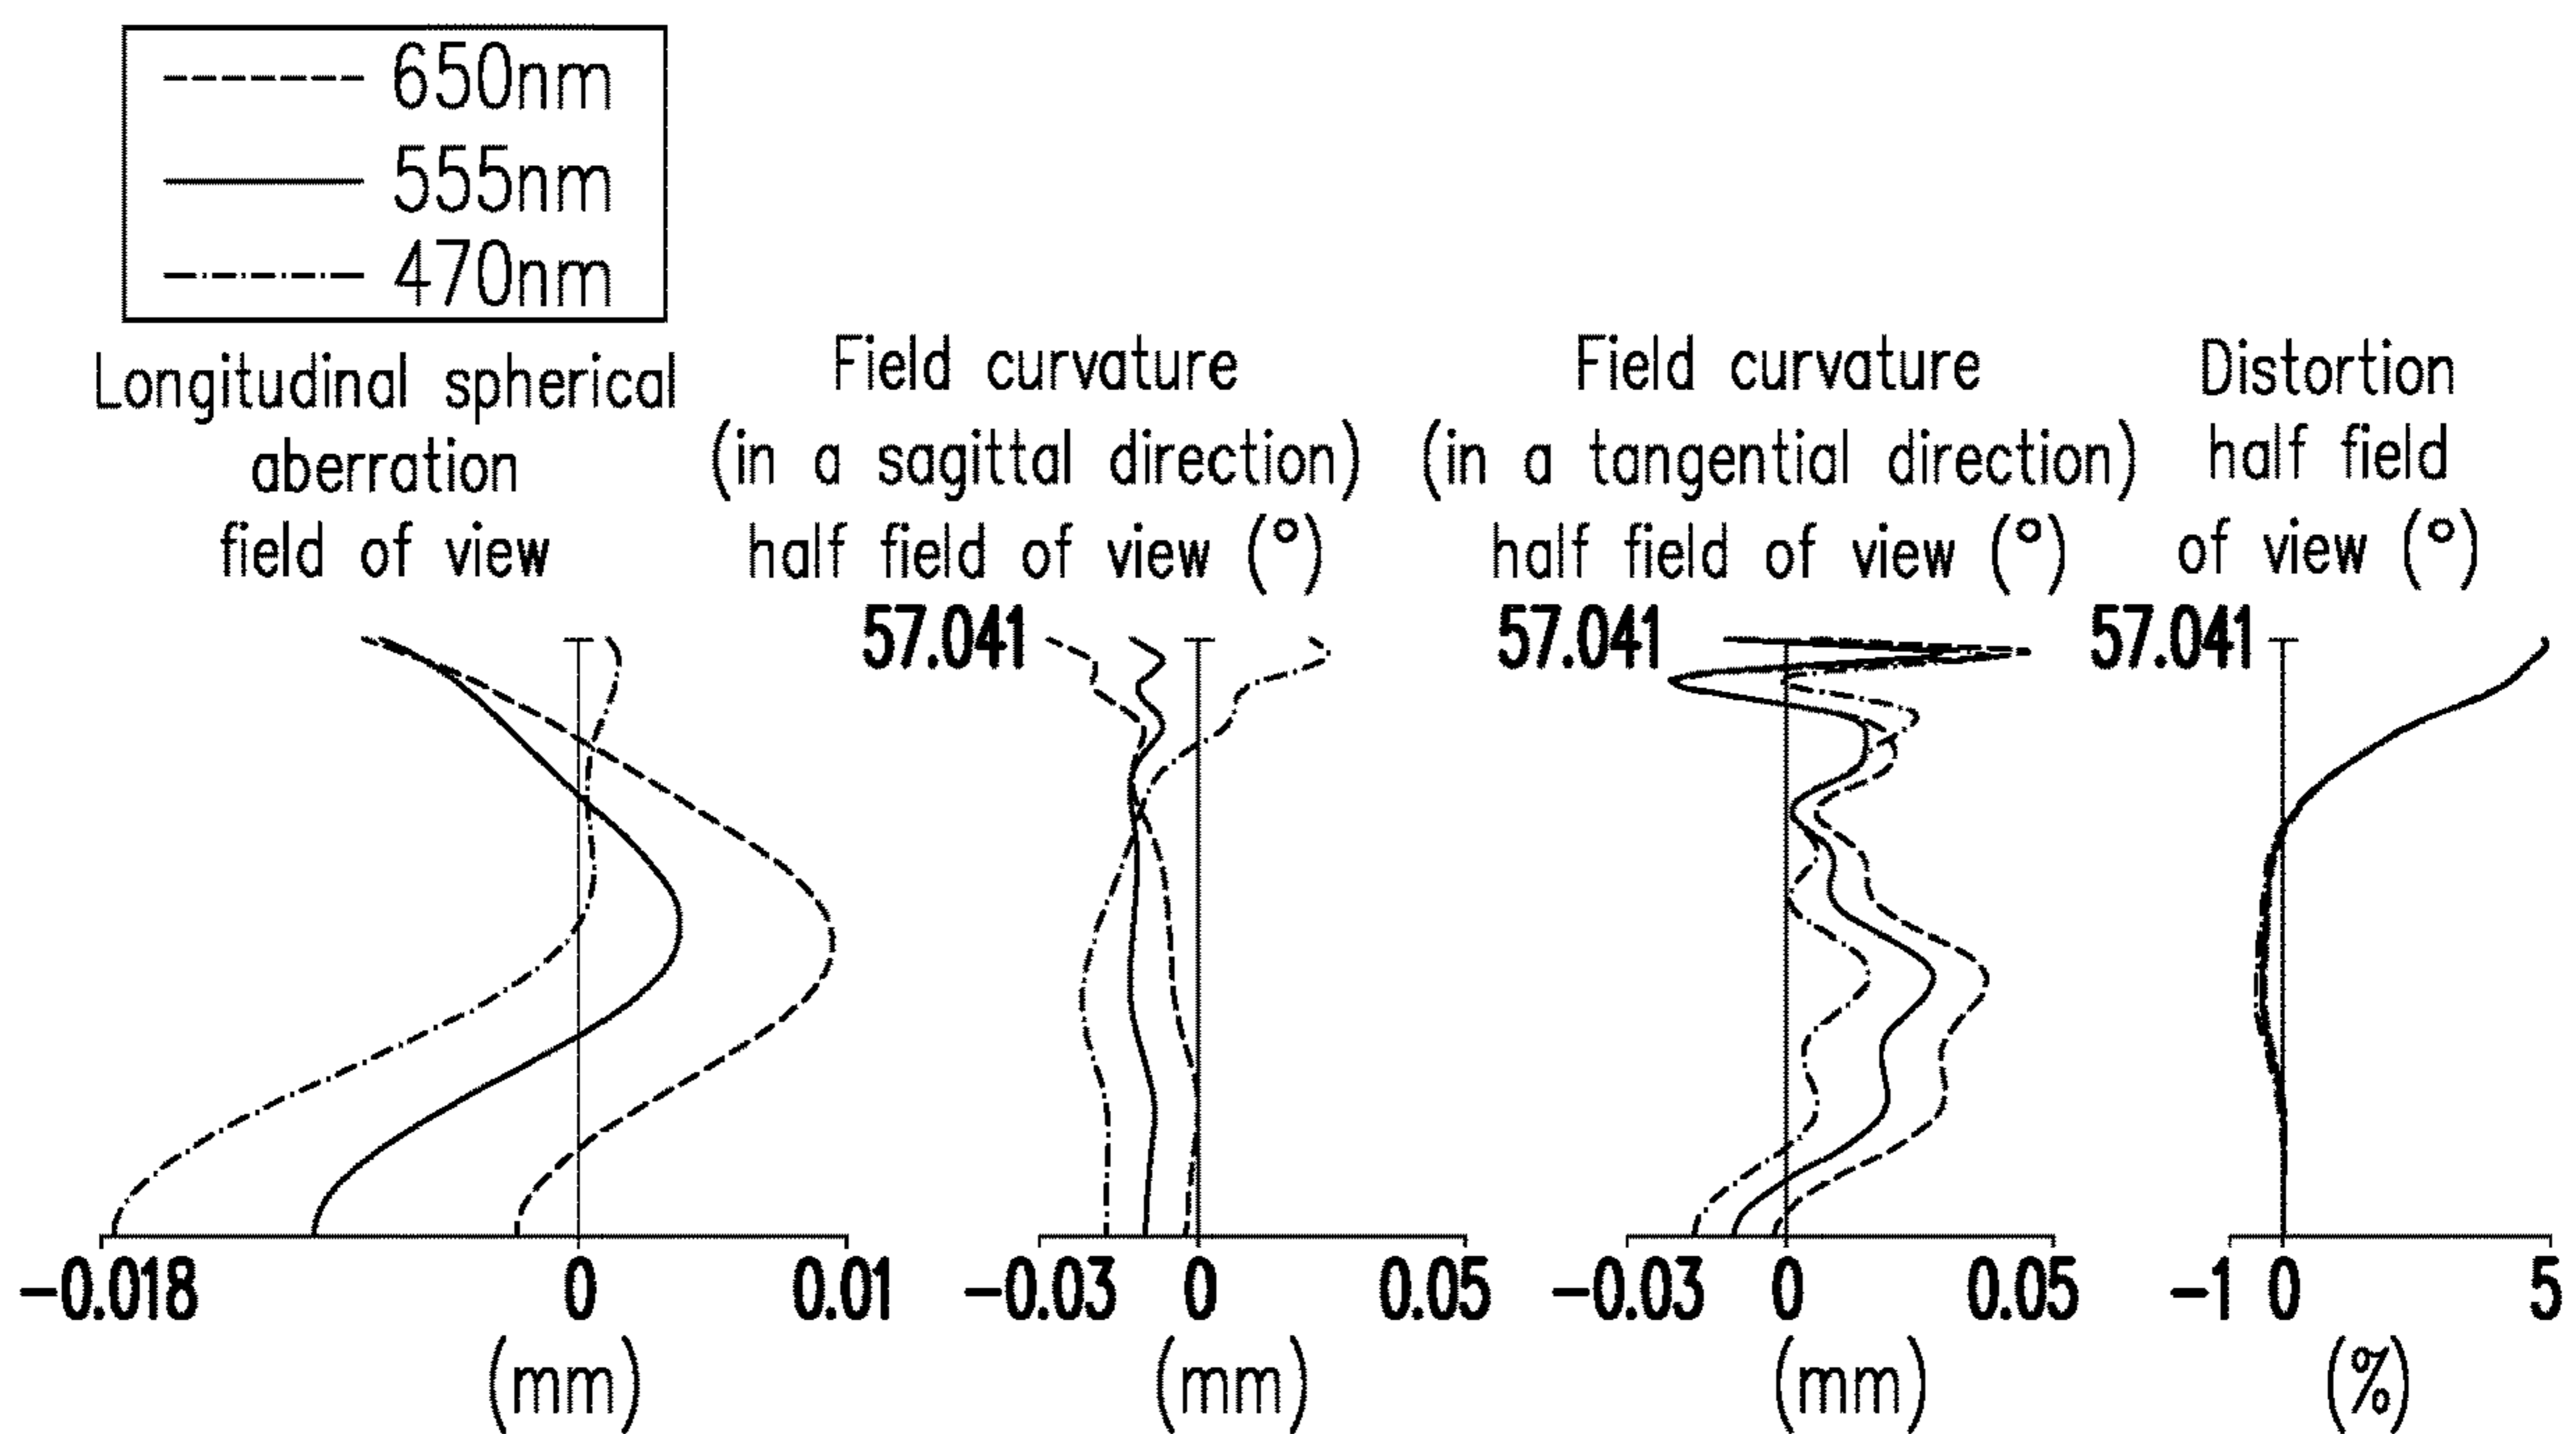 650nm
555nm
470nm
Longitudinal spherical
aberration
field of view
Field curvature
(in a sagittal direction)
half field of view (°)
Field curvature
(in a tangential direction)
half field of view (°)
Distortion
half field
of view (°)
57.041
57.041
57.041
-0.018 0 0.01
(mm)
-0.03 0 0.05
(mm)
-0.03 0 0.05
(mm)
-1 0 5
(%)